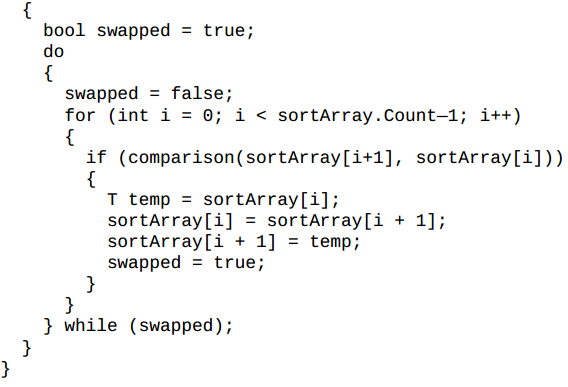 {
    bool swapped = true;
    do
    {
      swapped = false;
      for (int i = 0; i < sortArray.Count—1; i++)
      {
        if (comparison(sortArray[i+1], sortArray[i]))
        {
          T temp = sortArray[i];
          sortArray[i] = sortArray[i + 1];
          sortArray[i + 1] = temp;
          swapped = true;
        }
      }
    } while (swapped);
  }
}